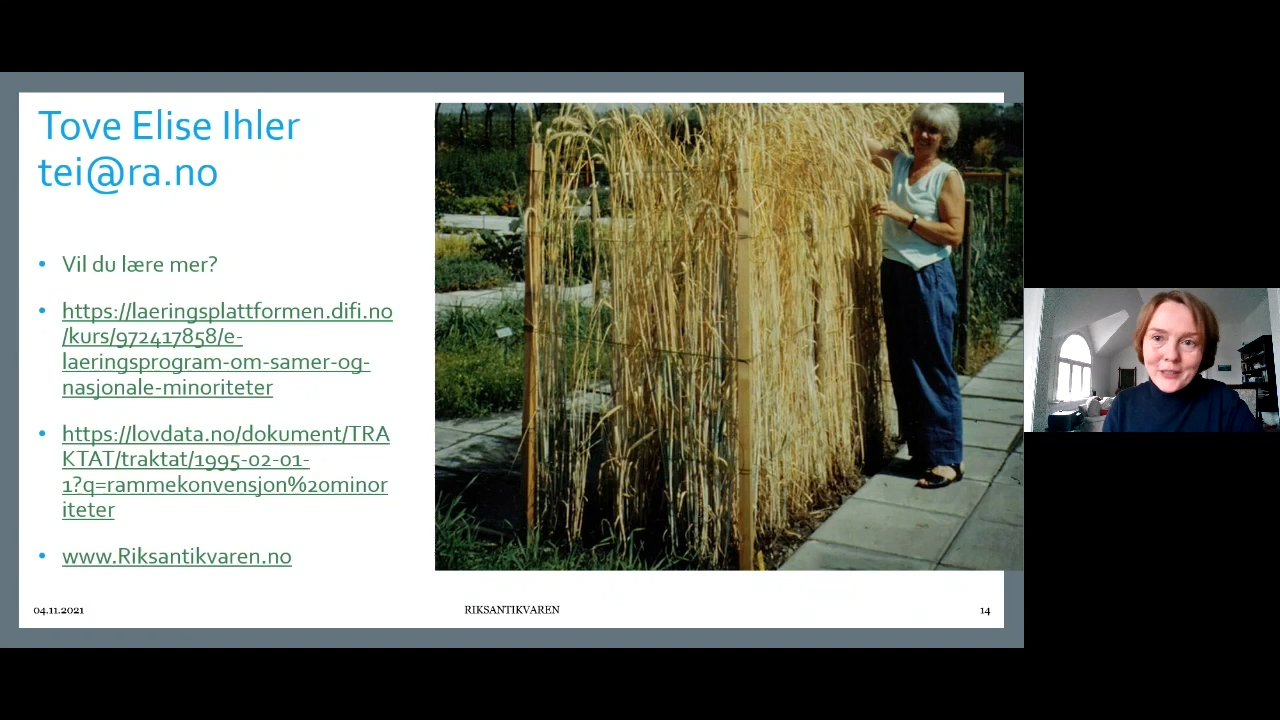 Tove Elise Ihler
tei@ra.no
Vil du lære mer?
https://laeringsplattformen.difi.no
/kurs/972417858/e-
laeringsprogram-om-samer-og-
nasjonale-minoriteter
https://lovdata.no/dokument/TRA
KTAT/traktat/1995-02-01-
1?q=rammekonvensjon%20minor
iteter
www.Riksantikvaren.no
04.11.2021
RIKSANTIKVAREN
14